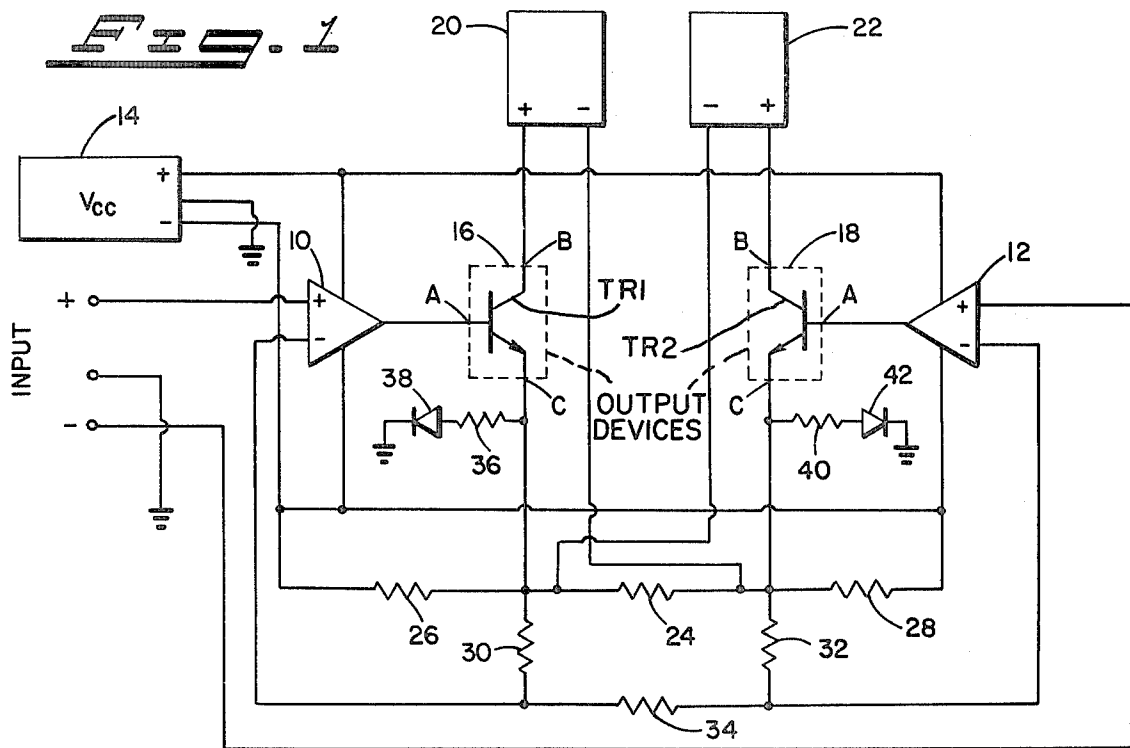 Fig. 1
20
22
+ -
- +
14
Vcc
+
-
10
16
B
B
18
12
+
-
A
TR1
TR2
A
+
-
INPUT
+
-
38
C
OUTPUT
DEVICES
C
42
36
40
26
24
28
30
32
34